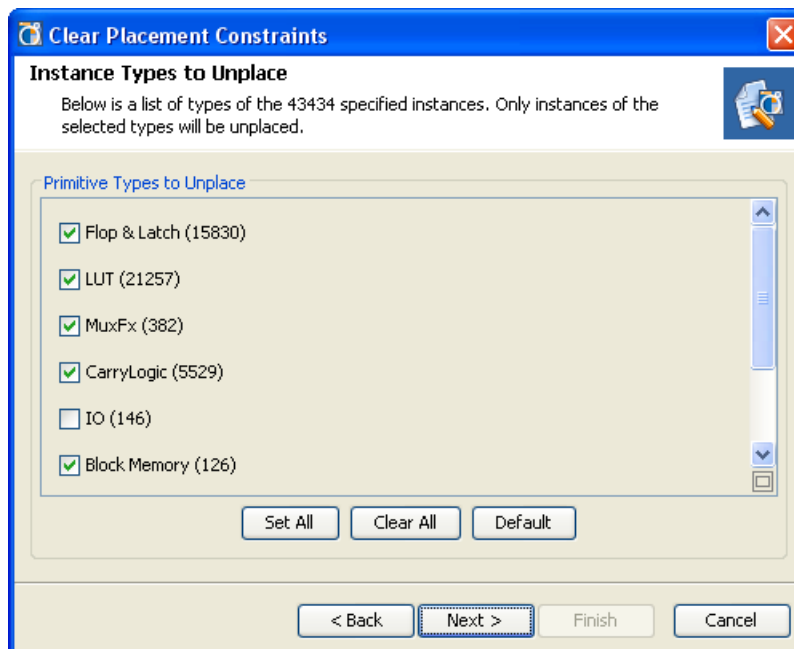 Clear Placement Constraints
Instance Types to Unplace
Below is a list of types of the 43434 specified instances. Only instances of the
selected types will be unplaced.
Primitive Types to Unplace
Flop & Latch (15830)
LUT (21257)
MuxFx (382)
CarryLogic (5529)
IO (146)
Block Memory (126)
Set All Clear All Default
< Back Next > Finish Cancel